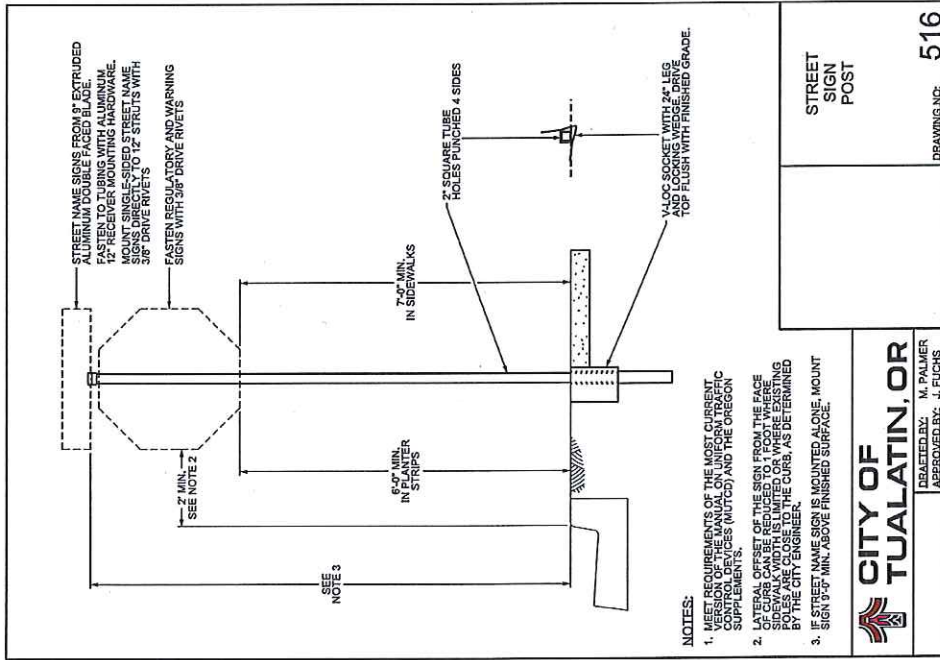 STREET NAME SIGNS FROM 9" EXTRUDED
ALUMINUM DOUBLE FACED BLADE.
FASTEN TO TUBING WITH ALUMINUM
12" RECEIVER MOUNTING HARDWARE.
MOUNT SINGLE-SIDED STREET NAME
SIGNS DIRECTLY TO 12" STRUTS WITH
3/8" DRIVE RIVETS
FASTEN REGULATORY AND WARNING
SIGNS WITH 3/8" DRIVE RIVETS
2' MIN.
SEE NOTE 2
7'-0" MIN.
IN SIDEWALKS
6'-0" MIN.
IN PLANTER
STRIPS
SEE
NOTE 3
2" SQUARE TUBE
HOLES PUNCHED 4 SIDES
V-LOC SOCKET WITH 24" LEG
AND LOCKING WEDGE. DRIVE
TOP FLUSH WITH FINISHED GRADE.
NOTES:
1. MEET REQUIREMENTS OF THE MOST CURRENT
VERSION OF THE MANUAL ON UNIFORM TRAFFIC
CONTROL DEVICES (MUTCD) AND THE OREGON
SUPPLEMENTS.
2. LATERAL OFFSET OF THE SIGN FROM THE FACE
OF CURB CAN BE REDUCED TO 1 FOOT WHERE
SIDEWALK WIDTH IS LIMITED OR WHERE EXISTING
POLES ARE CLOSE TO THE CURB, AS DETERMINED
BY THE CITY ENGINEER.
3. IF STREET NAME SIGN IS MOUNTED ALONE, MOUNT
SIGN 9'-0" MIN. ABOVE FINISHED SURFACE.
CITY OF
TUALATIN, OR
DRAFTED BY: M. PALMER
APPROVED BY: J. FUCHS
STREET
SIGN
POST
DRAWING NO: 516